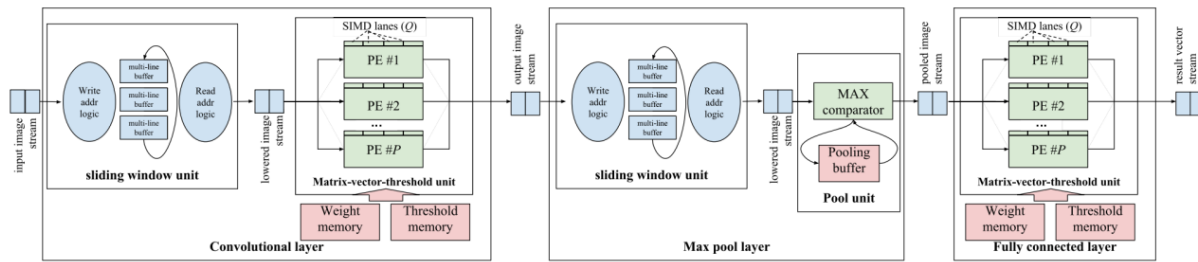 input image
stream
Write
addr
logic
multi-line
buffer
multi-line
buffer
multi-line
buffer
Read
addr
logic
sliding window unit
lowered image
stream
SIMD lanes (Q)
PE #1
PE #2
...
PE #P
Matrix-vector-threshold unit
Weight
memory
Threshold
memory
Convolutional layer
output image
stream
Write
addr
logic
multi-line
buffer
multi-line
buffer
multi-line
buffer
Read
addr
logic
sliding window unit
lowered image
stream
MAX
comparator
Pooling
buffer
Pool unit
Max pool layer
pooled image
stream
SIMD lanes (Q)
PE #1
PE #2
...
PE #P
Matrix-vector-threshold unit
Weight
memory
Threshold
memory
Fully connected layer
result vector
stream